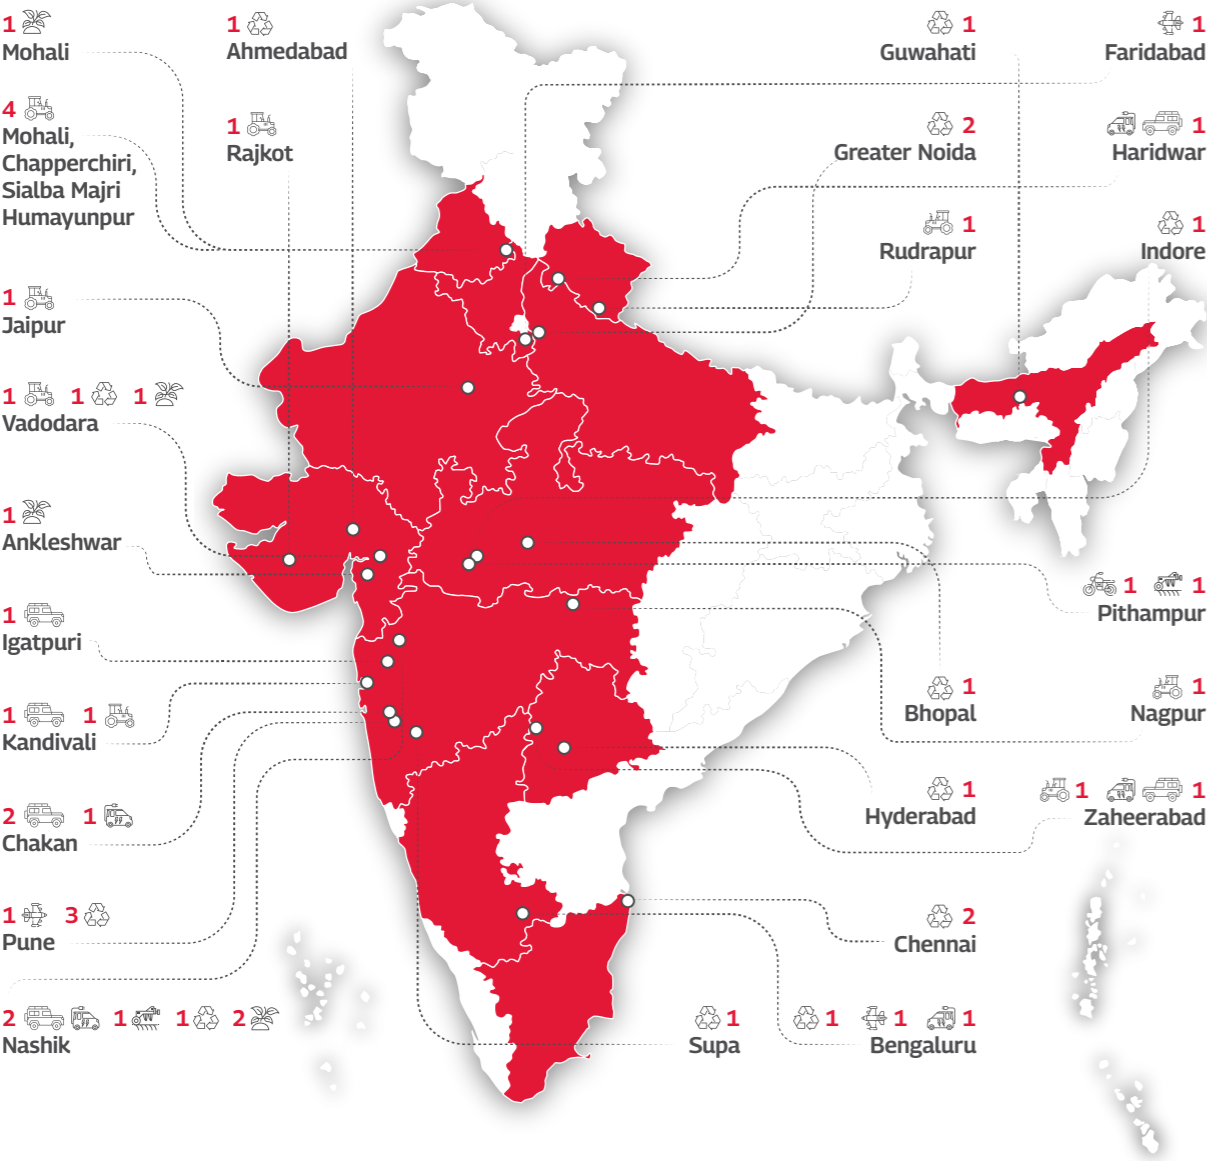 1
Mohali
4
Mohali,
Chapperchiri,
Sialba Majri
Humayunpur
1
Jaipur
1 1 1
Vadodara
1
Ankleshwar
1
Igatpuri
1 1
Kandivali
2 1
Chakan
1 3
Pune
2 1 1 2
Nashik
1
Ahmedabad
1
Rajkot
1
Guwahati
2
Greater Noida
1
Rudrapur
1
Faridabad
1
Haridwar
1
Indore
1 1
Pithampur
1
Bhopal
1
Nagpur
1
Hyderabad
1 1
Zaheerabad
2
Chennai
1
Supa
1 1 1
Bengaluru